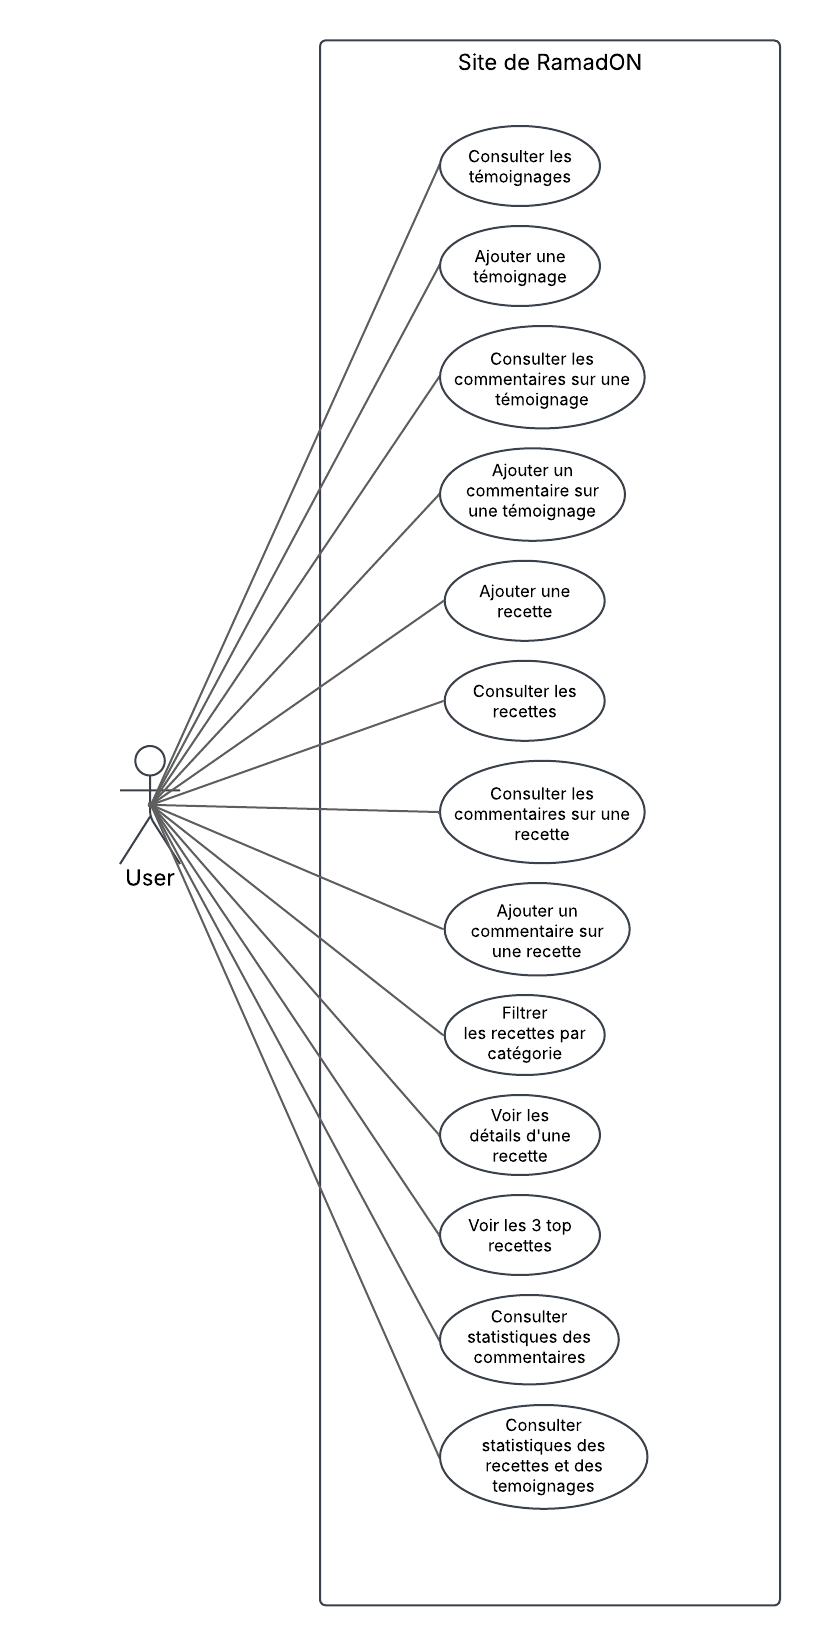 Site de RamadON
Consulter les
témoignages
Ajouter une
témoignage
Consulter les
commentaires sur une
témoignage
Ajouter un
commentaire sur
une témoignage
Ajouter une
recette
Consulter les
recettes
Consulter les
commentaires sur une
recette
User
Ajouter un
commentaire sur
une recette
Filtrer
les recettes par
catégorie
Voir les
détails d'une
recette
Voir les 3 top
recettes
Consulter
statistiques des
commentaires
Consulter
statistiques des
recettes et des
temoignages